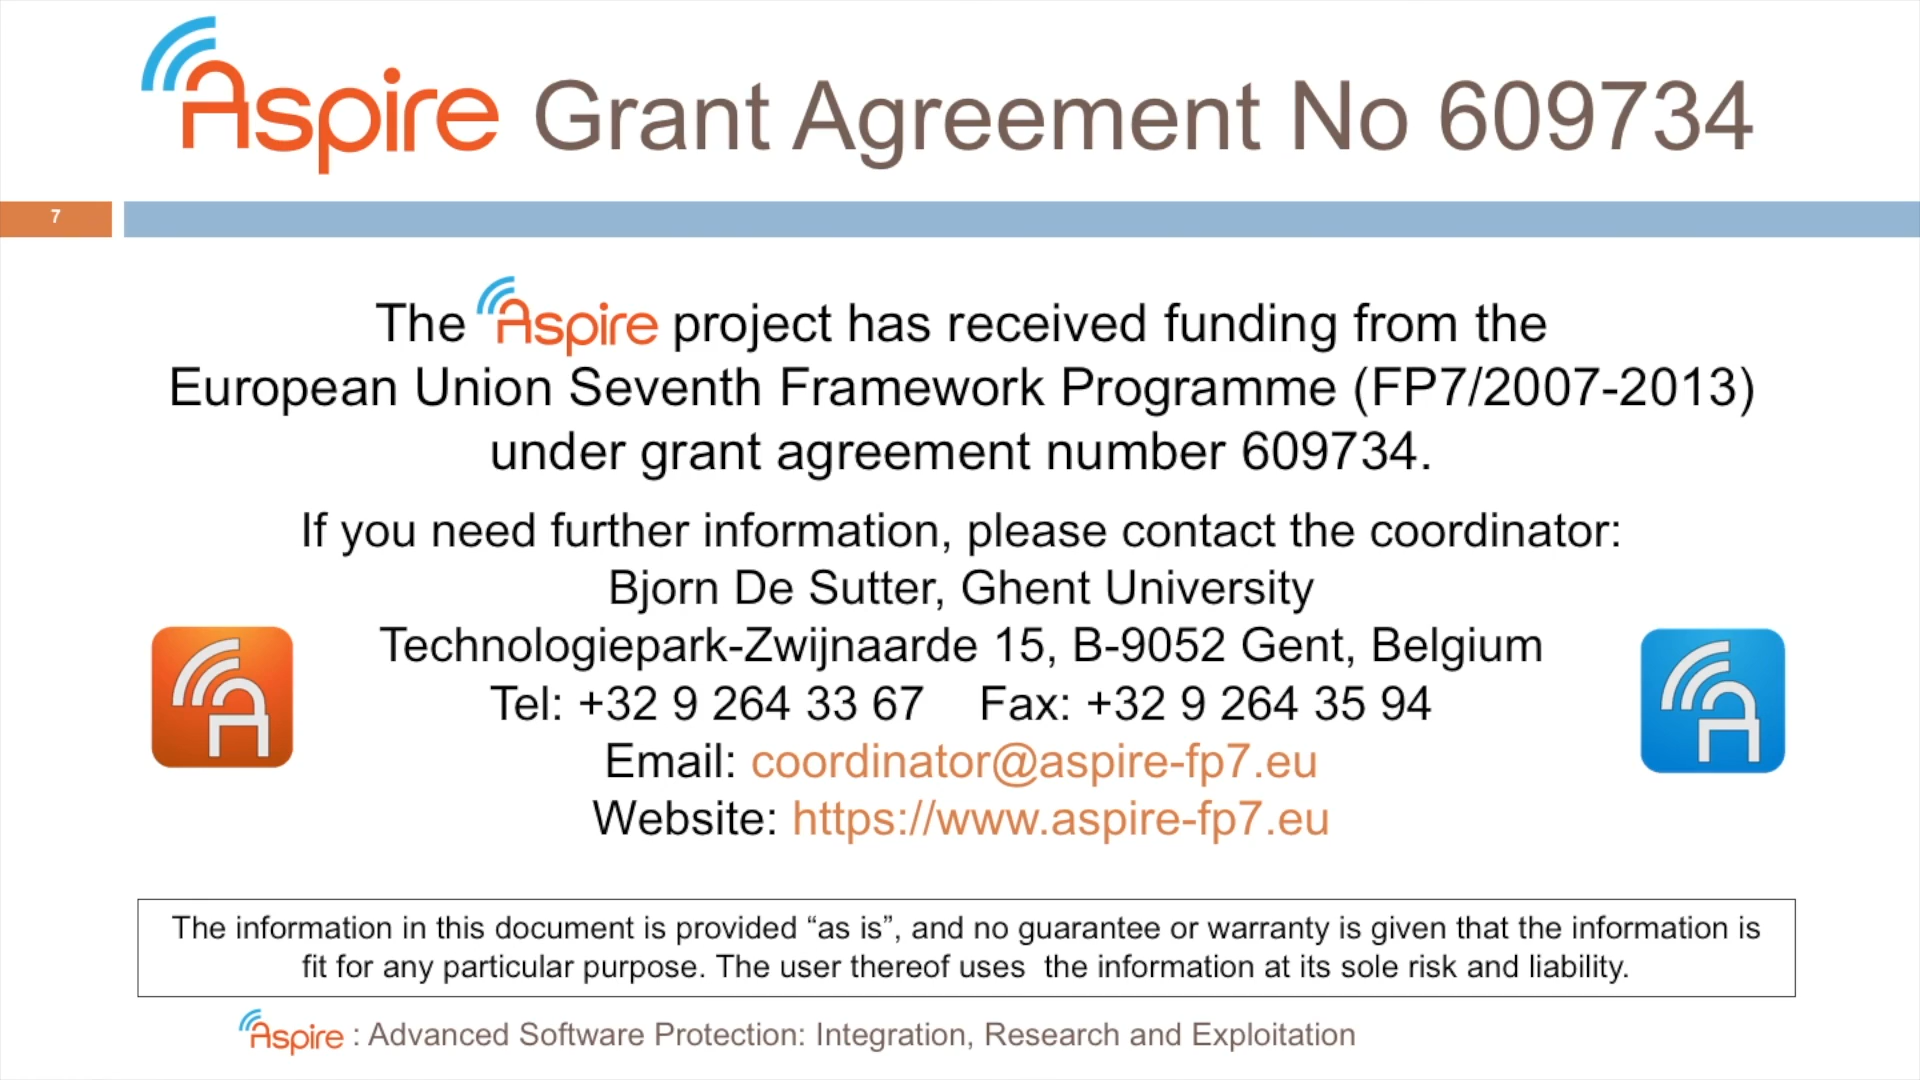 Aspire Grant Agreement No 609734
7
The Aspire project has received funding from the
European Union Seventh Framework Programme (FP7/2007-2013)
under grant agreement number 609734.
If you need further information, please contact the coordinator:
Bjorn De Sutter, Ghent University
Technologiepark-Zwijnaarde 15, B-9052 Gent, Belgium
Tel: +32 9 264 33 67 Fax: +32 9 264 35 94
Email: coordinator@aspire-fp7.eu
Website: https://www.aspire-fp7.eu
The information in this document is provided “as is”, and no guarantee or warranty is given that the information is
fit for any particular purpose. The user thereof uses the information at its sole risk and liability.
Aspire : Advanced Software Protection: Integration, Research and Exploitation